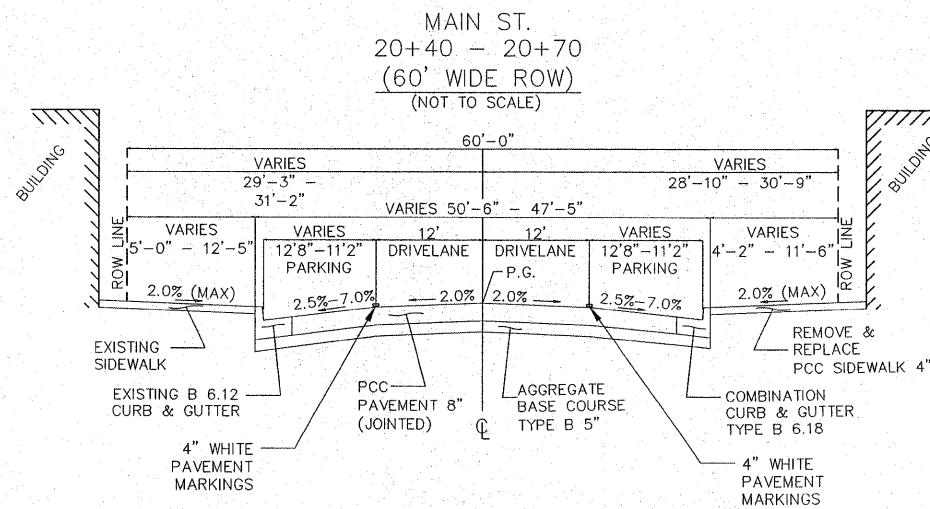 MAIN ST.
20+40 - 20+70
(60' WIDE ROW)
(NOT TO SCALE)
BUILDING
BUILDING
60'-0"
VARIES
29'-3" -
31'-2"
VARIES
28'-10" - 30'-9"
VARIES 50'-6" - 47'-5"
ROW LINE
VARIES
5'-0" - 12'-5"
VARIES
12'8"-11'2"
PARKING
12'
DRIVELANE
12'
DRIVELANE
VARIES
12'8"-11'2"
PARKING
VARIES
4'-2" - 11'-6"
ROW LINE
P.G.
2.0% (MAX)
2.5%-7.0%
2.0%
2.0%
2.5%-7.0%
2.0% (MAX)
EXISTING
SIDEWALK
EXISTING B 6.12
CURB & GUTTER
4" WHITE
PAVEMENT
MARKINGS
PCC
PAVEMENT 8"
(JOINTED)
℄
AGGREGATE
BASE COURSE
TYPE B 5"
REMOVE &
REPLACE
PCC SIDEWALK 4"
COMBINATION
CURB & GUTTER
TYPE B 6.18
4" WHITE
PAVEMENT
MARKINGS